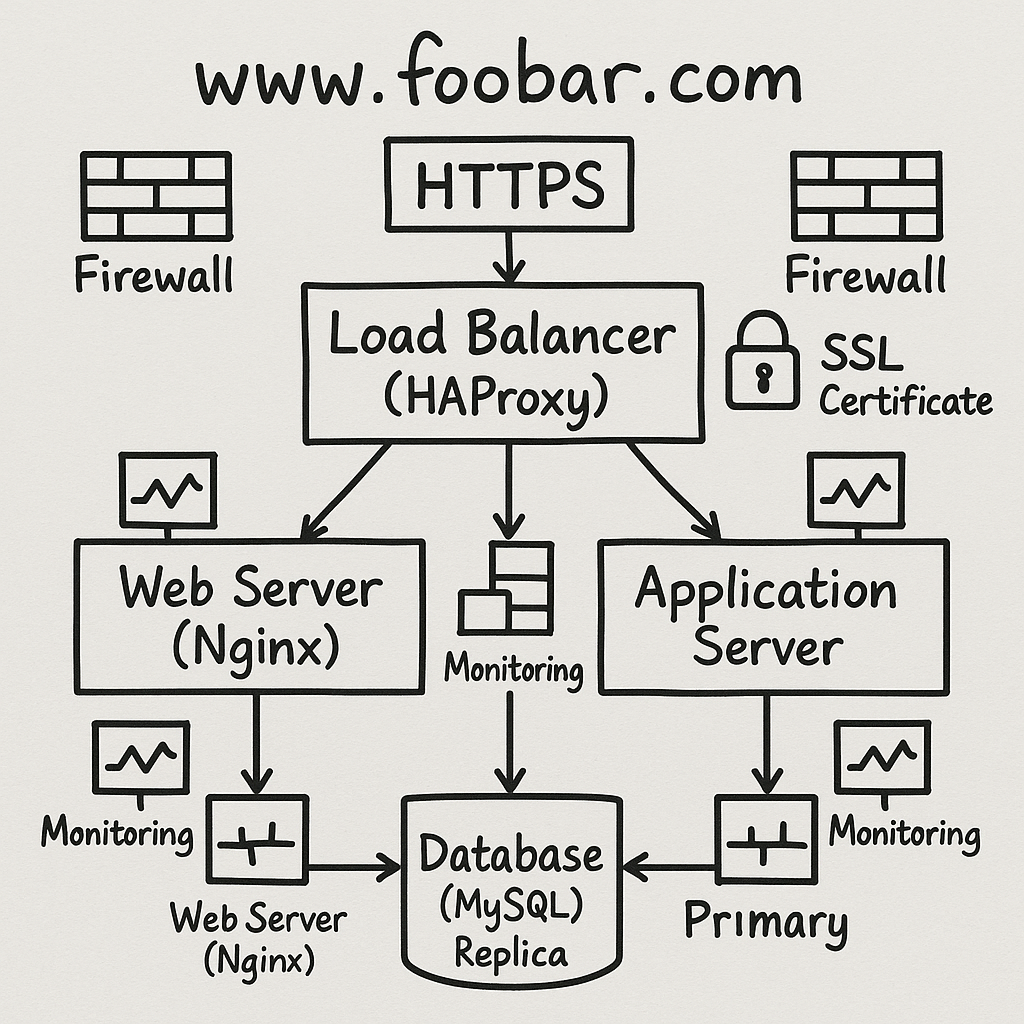 www.foobar.com
HTTPS
Firewall
Firewall
Load Balancer
(HAProxy)
SSL
Certificate
Web Server
(Nginx)
Monitoring
Application
Server
Monitoring
Monitoring
Web Server
(Nginx)
Database
(MySQL)
Replica
Primary